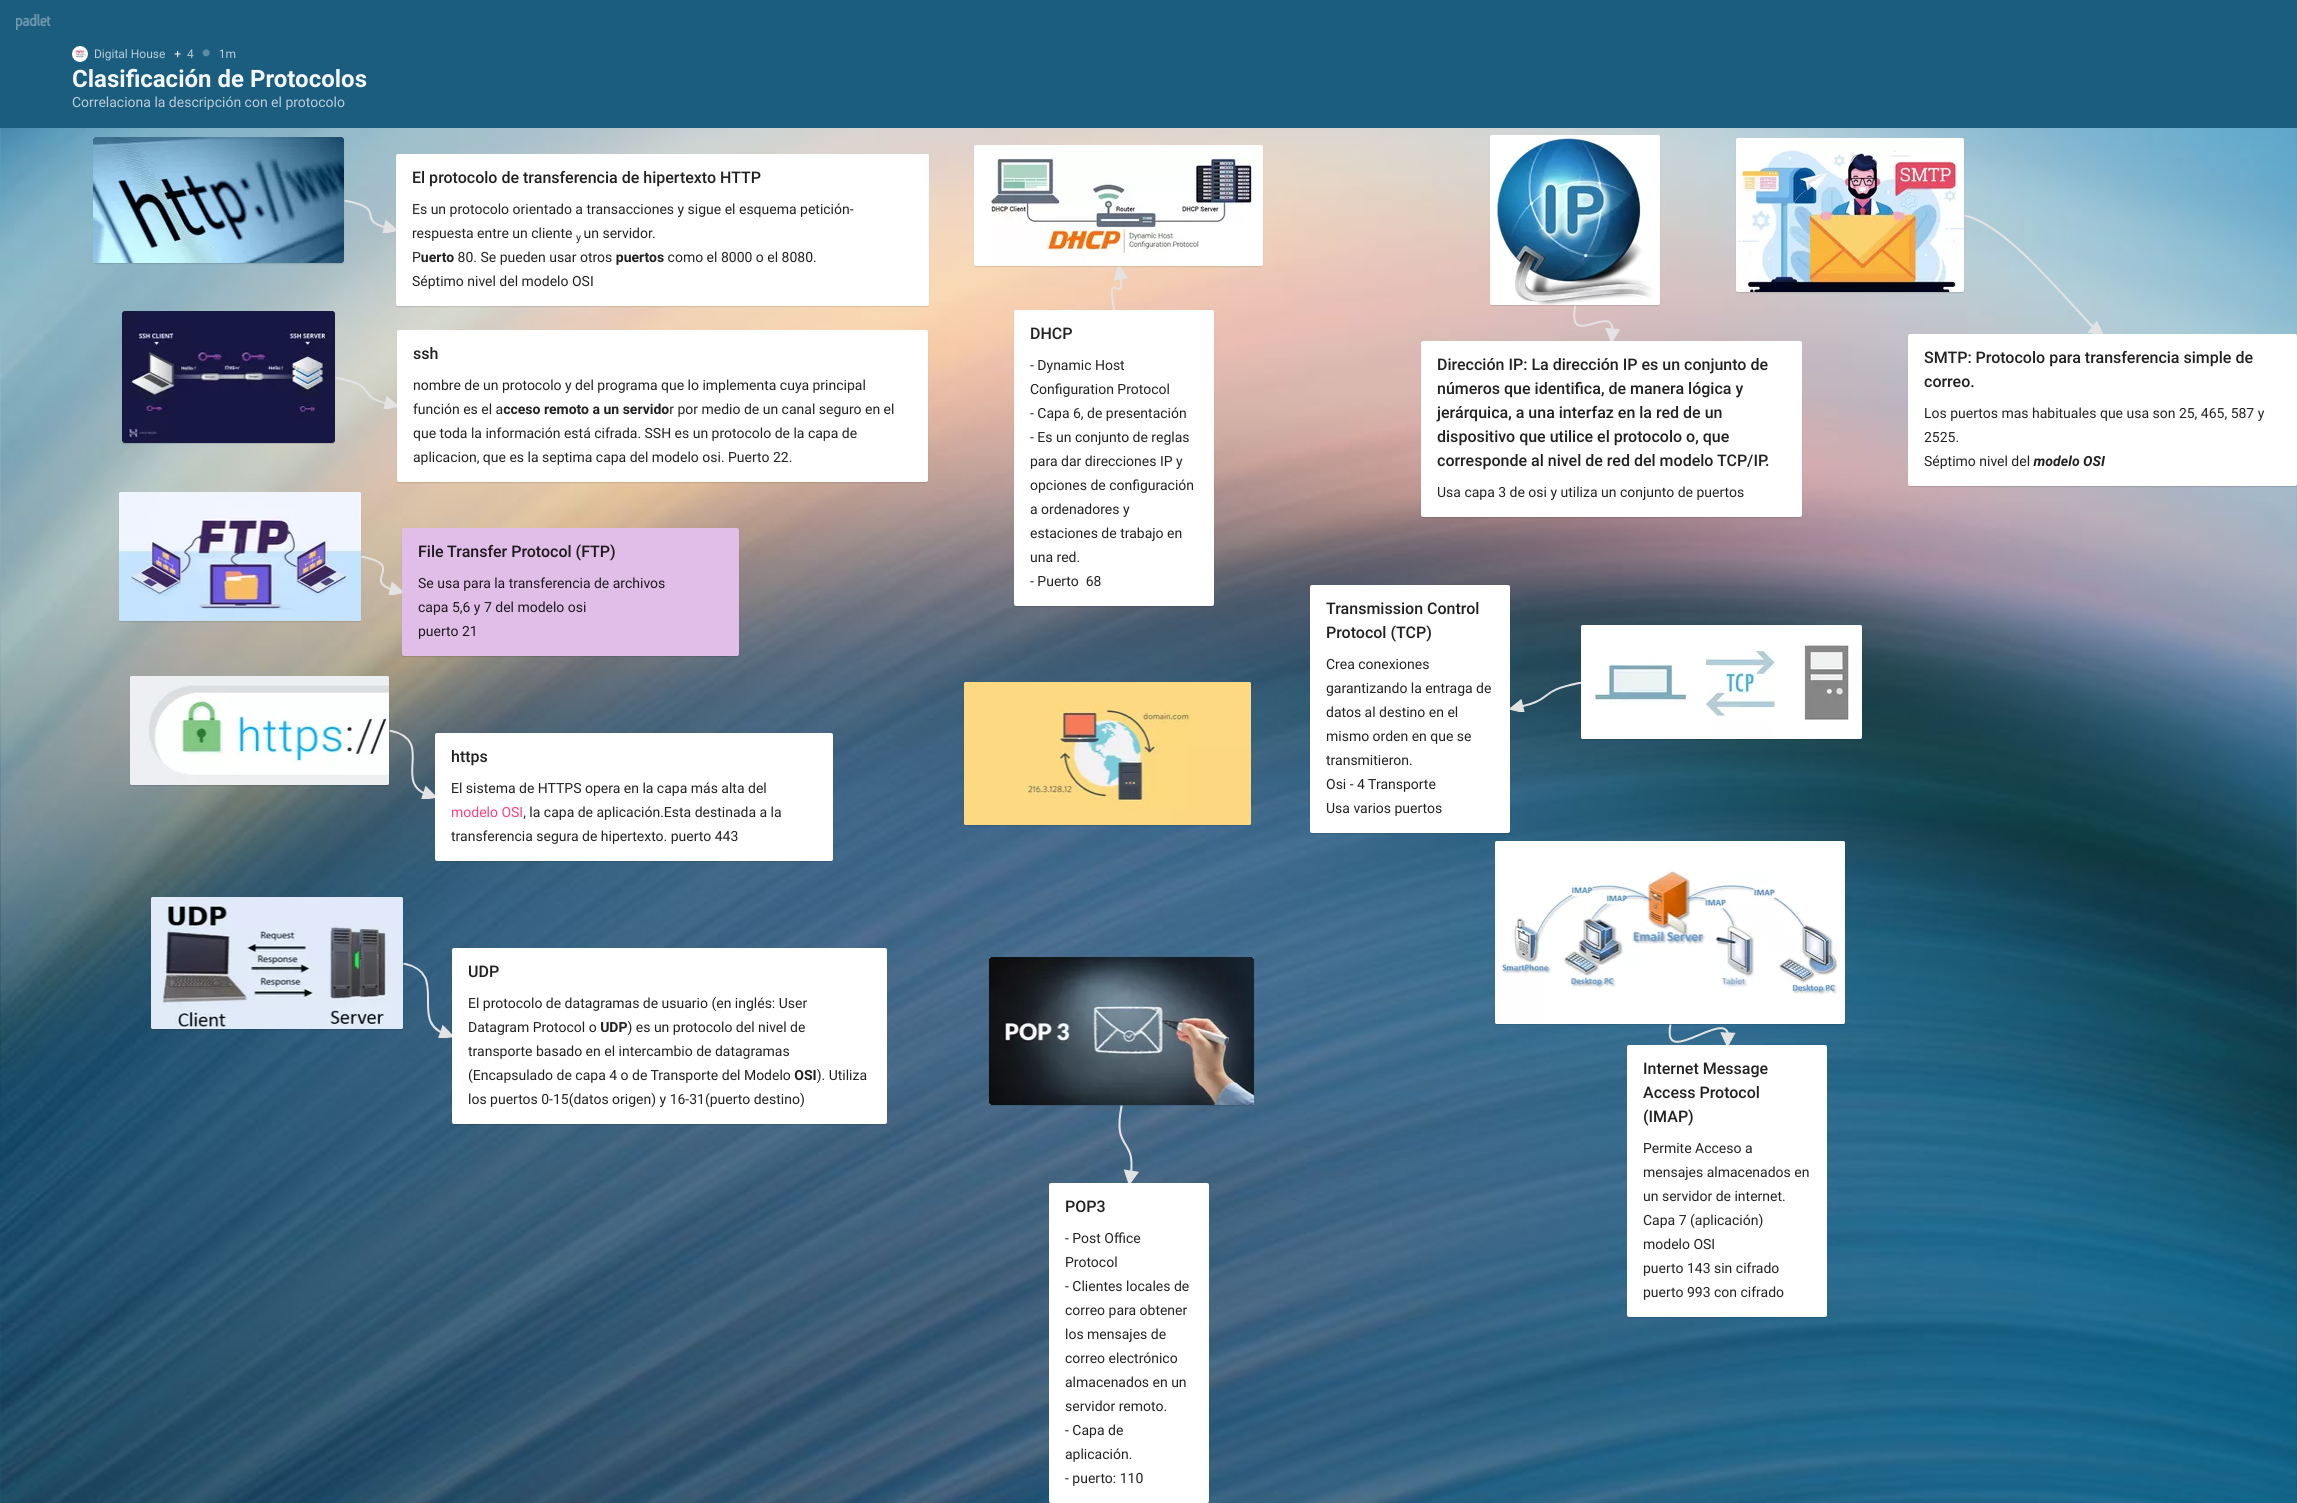 padlet
Digital House + 4 1m
Clasificación de Protocolos
Correlaciona la descripción con el protocolo
http://www
El protocolo de transferencia de hipertexto HTTP
Es un protocolo orientado a transacciones y sigue el esquema petición-
respuesta entre un cliente y un servidor.
Puerto 80. Se pueden usar otros puertos como el 8000 o el 8080.
Séptimo nivel del modelo OSI
SSH CLIENT
SSH SERVER
ssh
nombre de un protocolo y del programa que lo implementa cuya principal
función es el acceso remoto a un servidor por medio de un canal seguro en el
que toda la información está cifrada. SSH es un protocolo de la capa de
aplicacion, que es la septima capa del modelo osi. Puerto 22.
FTP
File Transfer Protocol (FTP)
Se usa para la transferencia de archivos
capa 5,6 y 7 del modelo osi
puerto 21
https://
https
El sistema de HTTPS opera en la capa más alta del
modelo OSI, la capa de aplicación.Esta destinada a la
transferencia segura de hipertexto. puerto 443
UDP
Request
Response
Response
Client
Server
UDP
El protocolo de datagramas de usuario (en inglés: User
Datagram Protocol o UDP) es un protocolo del nivel de
transporte basado en el intercambio de datagramas
(Encapsulado de capa 4 o de Transporte del Modelo OSI). Utiliza
los puertos 0-15(datos origen) y 16-31(puerto destino)
DHCP Client
Router
DHCP Server
DHCP
Dynamic Host
Configuration Protocol
DHCP
- Dynamic Host
Configuration Protocol
- Capa 6, de presentación
- Es un conjunto de reglas
para dar direcciones IP y
opciones de configuración
a ordenadores y
estaciones de trabajo en
una red.
- Puerto 68
domain.com
216.3.128.12
POP 3
POP3
- Post Office
Protocol
- Clientes locales de
correo para obtener
los mensajes de
correo electrónico
almacenados en un
servidor remoto.
- Capa de
aplicación.
- puerto: 110
IP
Dirección IP: La dirección IP es un conjunto de
números que identifica, de manera lógica y
jerárquica, a una interfaz en la red de un
dispositivo que utilice el protocolo o, que
corresponde al nivel de red del modelo TCP/IP.
Usa capa 3 de osi y utiliza un conjunto de puertos
SMTP
SMTP: Protocolo para transferencia simple de
correo.
Los puertos mas habituales que usa son 25, 465, 587 y
2525.
Séptimo nivel del modelo OSI
Transmission Control
Protocol (TCP)
Crea conexiones
garantizando la entraga de
datos al destino en el
mismo orden en que se
transmitieron.
Osi - 4 Transporte
Usa varios puertos
TCP
IMAP
IMAP
IMAP
IMAP
Email Server
SmartPhone
Desktop PC
Tablet
Desktop PC
Internet Message
Access Protocol
(IMAP)
Permite Acceso a
mensajes almacenados en
un servidor de internet.
Capa 7 (aplicación)
modelo OSI
puerto 143 sin cifrado
puerto 993 con cifrado